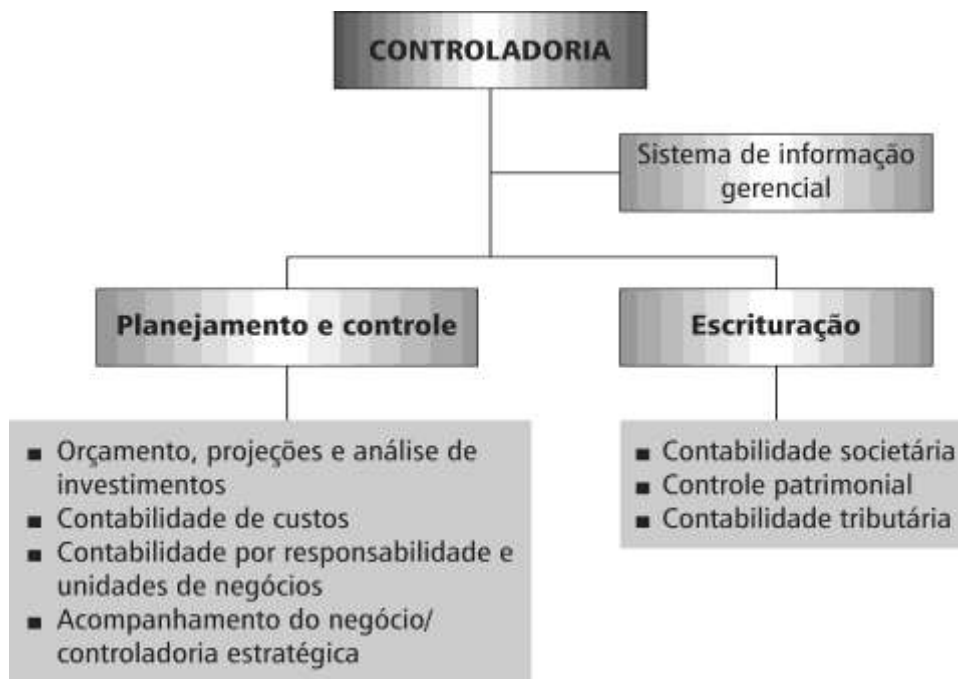 CONTROLADORIA
Sistema de informação
gerencial
Planejamento e controle
Escrituração
■ Orçamento, projeções e análise de
investimentos
■ Contabilidade de custos
■ Contabilidade por responsabilidade e
unidades de negócios
■ Acompanhamento do negócio/
controladoria estratégica
■ Contabilidade societária
■ Controle patrimonial
■ Contabilidade tributária